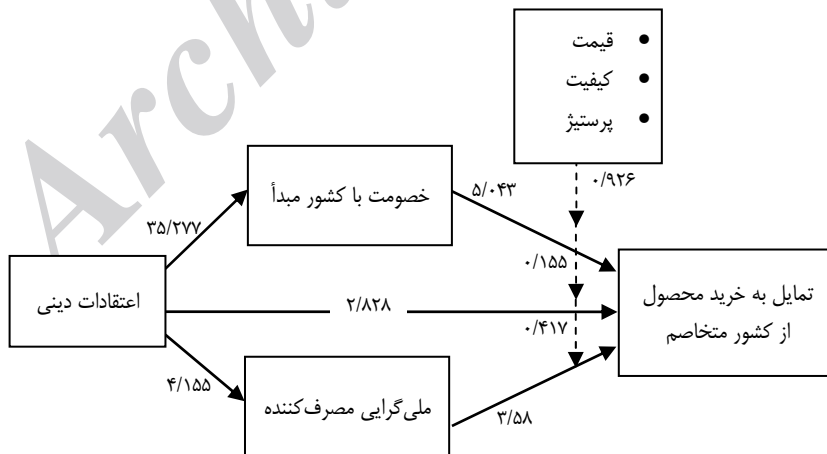 Arch
• قیمت
• کیفیت
• پرستیژ
۰/۹۲۶
خصومت با کشور مبدأ
۵/۰۴۳
۳۵/۲۷۷
۰/۱۵۵
اعتقادات دینی
۲/۸۲۸
تمایل به خرید محصول
از کشور متخاصم
۰/۴۱۷
۴/۱۵۵
ملی‌گرایی مصرف‌کننده
۳/۵۸